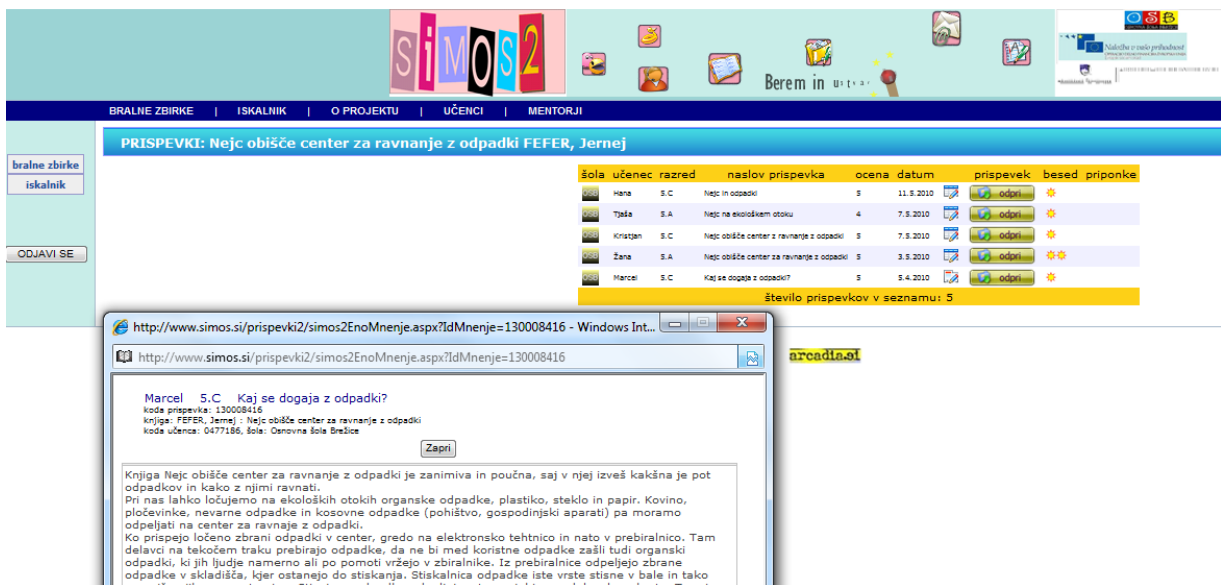 SiMOS2
Berem in
OSB
Naložba v vašo prihodnost
BRALNE ZBIRKE | ISKALNIK | O PROJEKTU | UČENCI | MENTORJI
PRISPEVKI: Nejc obišče center za ravnanje z odpadki FEFER, Jernej
bralne zbirke
iskalnik
ODJAVI SE
šola učenec razred naslov prispevka ocena datum prispevek besed priponke
OSB Hana 5.C Nejc in odpadki 5 11.5.2010 odpri
OSB Tjaša 5.A Nejc na ekološkem otoku 4 7.5.2010 odpri
OSB Kristjan 5.C Nejc obišče center z ravnanje z odpadki 5 7.5.2010 odpri
OSB Žana 5.A Nejc obišče center za ravnanje z odpadki 5 3.5.2010 odpri
OSB Marcel 5.C Kaj se dogaja z odpadki? 5 5.4.2010 odpri
število prispevkov v seznamu: 5
http://www.simos.si/prispevki2/simos2EnoMnenje.aspx?IdMnenje=130008416 - Windows Int...
http://www.simos.si/prispevki2/simos2EnoMnenje.aspx?IdMnenje=130008416
arcadia.si
Marcel 5.C Kaj se dogaja z odpadki?
koda prispevka: 130008416
knjiga: FEFER, Jernej : Nejc obišče center za ravnanje z odpadki
koda učenca: 0477186, šola: Osnovna šola Brežice
Zapri
Knjiga Nejc obišče center za ravnanje z odpadki je zanimiva in poučna, saj v njej izveš kakšna je pot
odpadkov in kako z njimi ravnati.
Pri nas lahko ločujemo na ekoloških otokih organske odpadke, plastiko, steklo in papir. Kovino,
pločevinke, nevarne odpadke in kosovne odpadke (pohištvo, gospodinjski aparati) pa moramo
odpeljati na center za ravnaje z odpadki.
Ko prispejo ločeno zbrani odpadki v center, gredo na elektronsko tehtnico in nato v prebiralnico. Tam
delavci na tekočem traku prebirajo odpadke, da ne bi med koristne odpadke zašli tudi organski
odpadki, ki jih ljudje namerno ali po pomoti vržejo v zbiralnike. Iz prebiralnice odpeljejo zbrane
odpadke v skladišča, kjer ostanejo do stiskanja. Stiskalnica odpadke iste vrste stisne v bale in tako